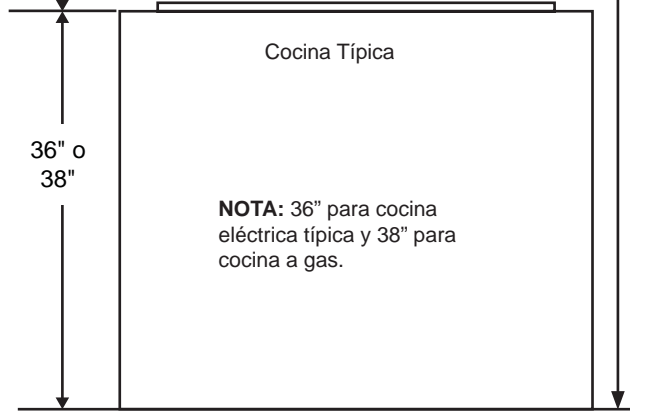 Cocina Típica
36" o
38"
NOTA: 36” para cocina
eléctrica típica y 38” para
cocina a gas.